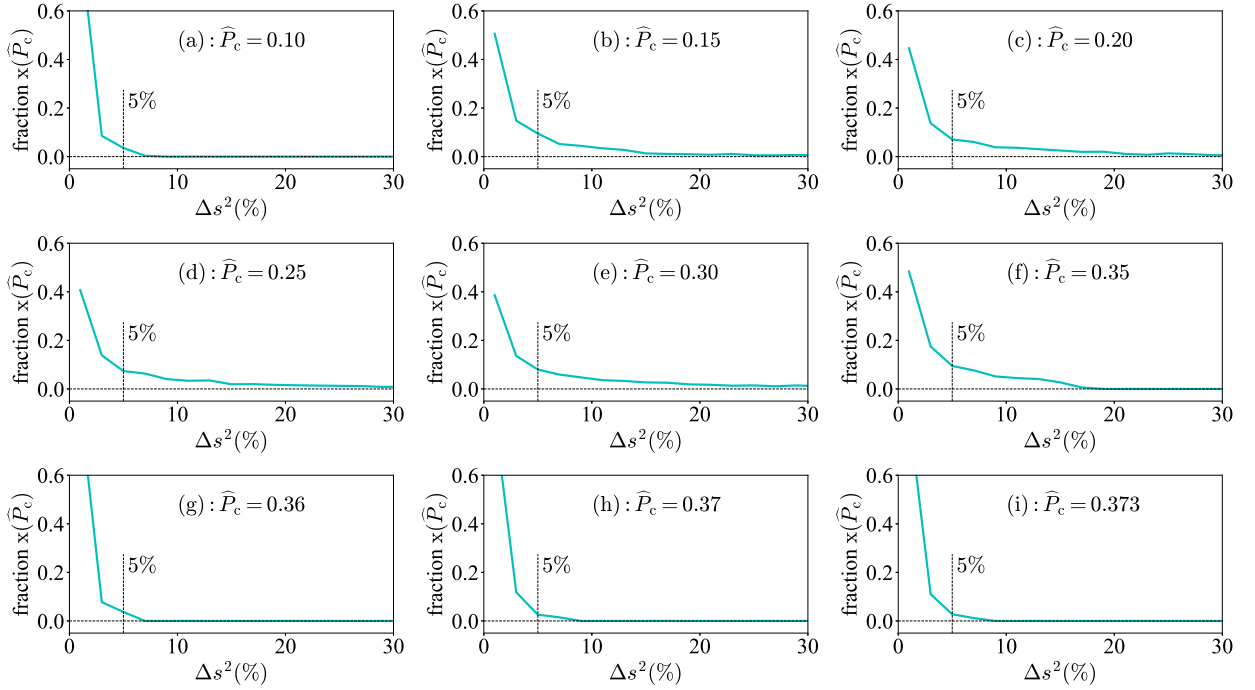 0.6
0.4
0.2
0.0
fraction x(P̂c)
(a) : P̂c = 0.10
5%
0 10 20 30
Δs²(%)
0.6
0.4
0.2
0.0
fraction x(P̂c)
(b) : P̂c = 0.15
5%
0 10 20 30
Δs²(%)
0.6
0.4
0.2
0.0
fraction x(P̂c)
(c) : P̂c = 0.20
5%
0 10 20 30
Δs²(%)
0.6
0.4
0.2
0.0
fraction x(P̂c)
(d) : P̂c = 0.25
5%
0 10 20 30
Δs²(%)
0.6
0.4
0.2
0.0
fraction x(P̂c)
(e) : P̂c = 0.30
5%
0 10 20 30
Δs²(%)
0.6
0.4
0.2
0.0
fraction x(P̂c)
(f) : P̂c = 0.35
5%
0 10 20 30
Δs²(%)
0.6
0.4
0.2
0.0
fraction x(P̂c)
(g) : P̂c = 0.36
5%
0 10 20 30
Δs²(%)
0.6
0.4
0.2
0.0
fraction x(P̂c)
(h) : P̂c = 0.37
5%
0 10 20 30
Δs²(%)
0.6
0.4
0.2
0.0
fraction x(P̂c)
(i) : P̂c = 0.373
5%
0 10 20 30
Δs²(%)